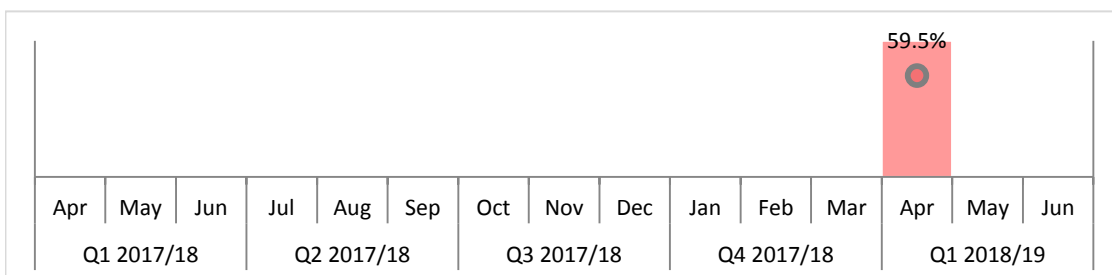 59.5%
Apr May Jun Jul Aug Sep Oct Nov Dec Jan Feb Mar Apr May Jun
Q1 2017/18 Q2 2017/18 Q3 2017/18 Q4 2017/18 Q1 2018/19